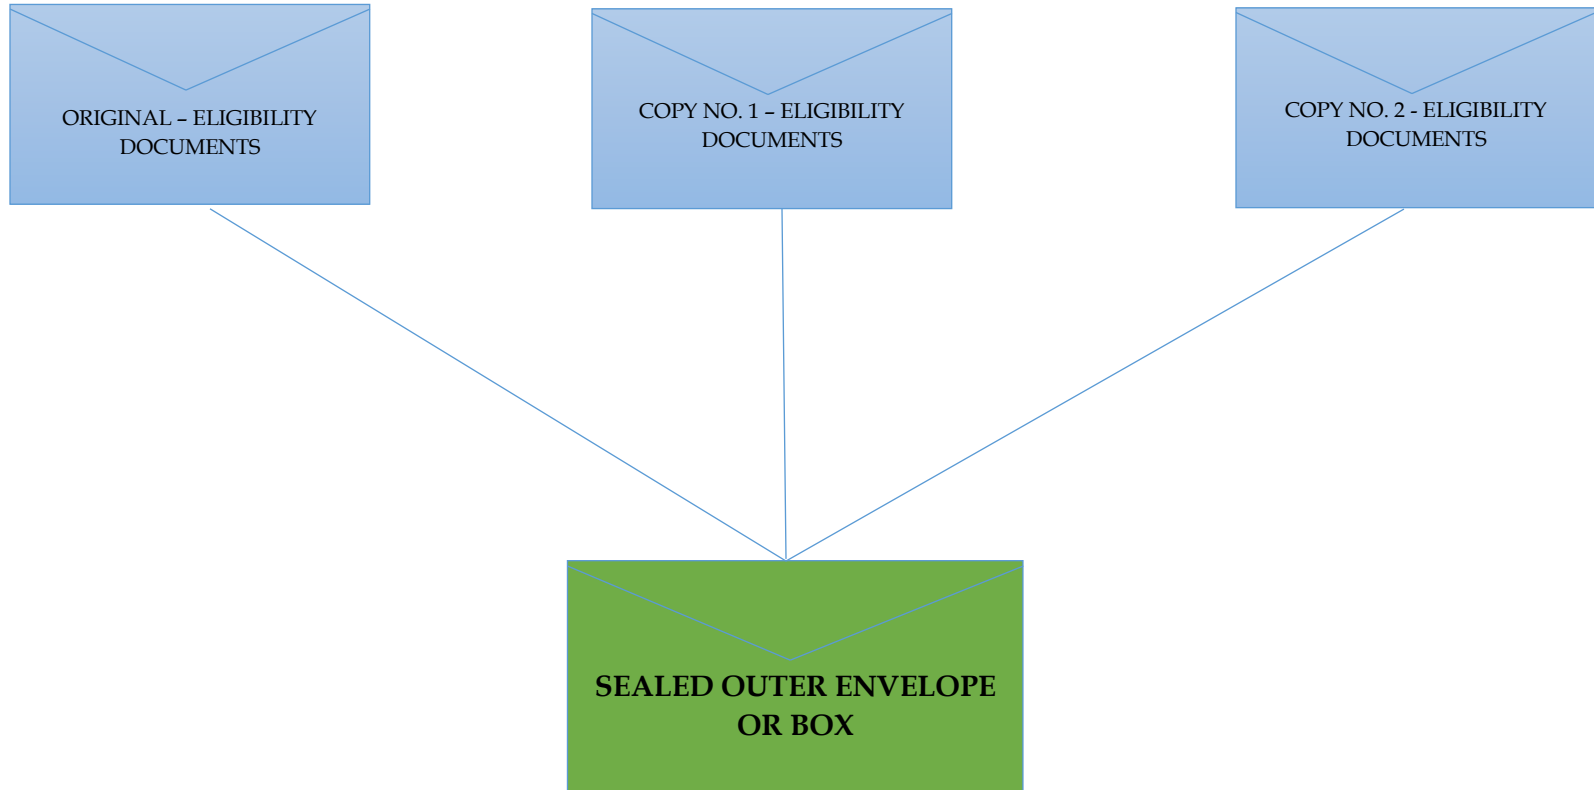 ORIGINAL – ELIGIBILITY
DOCUMENTS
COPY NO. 1 – ELIGIBILITY
DOCUMENTS
COPY NO. 2 - ELIGIBILITY
DOCUMENTS
SEALED OUTER ENVELOPE
OR BOX